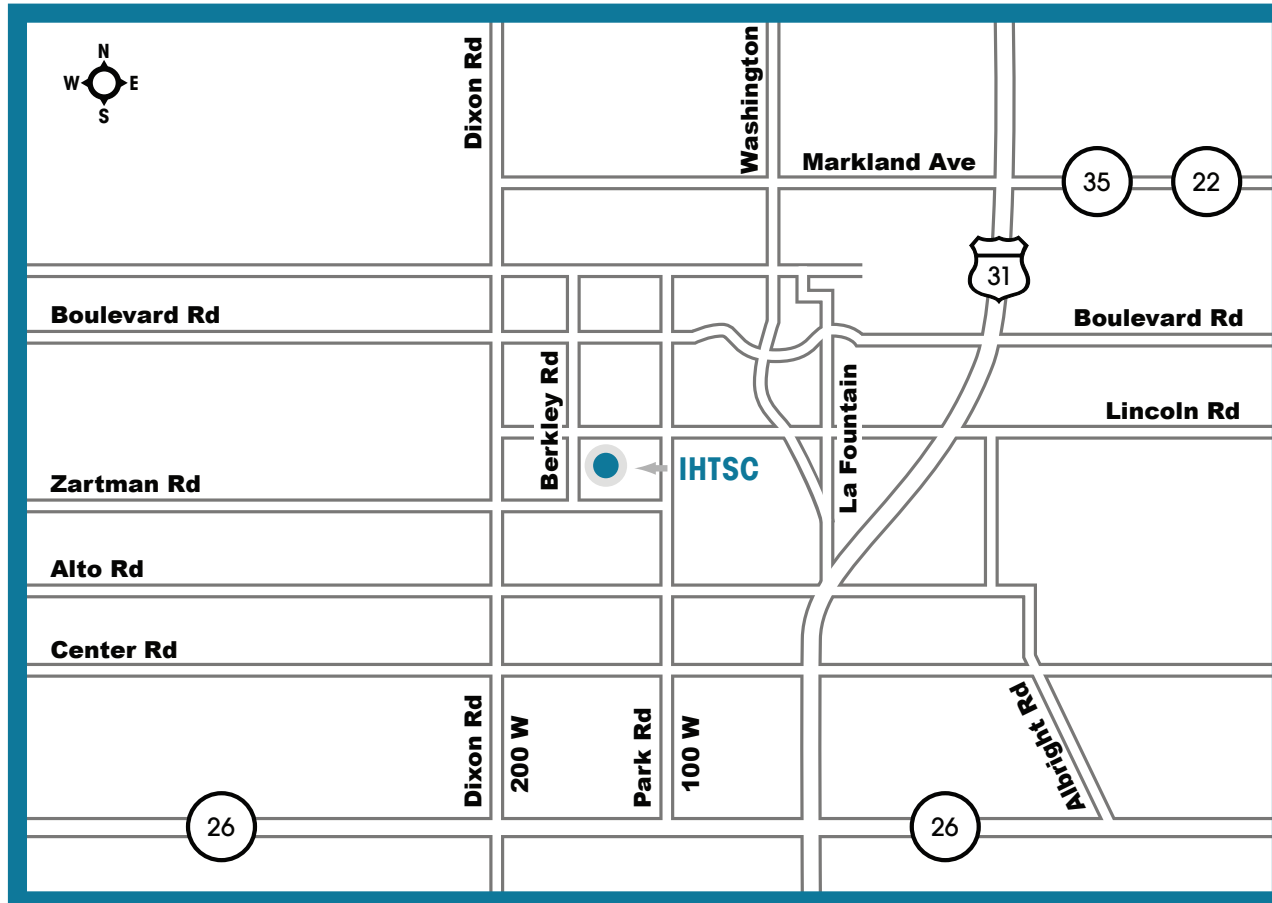 N
W E
S
Dixon Rd
Washington
Markland Ave
35
22
31
Boulevard Rd
Boulevard Rd
Berkley Rd
La Fountain
Lincoln Rd
IHTSC
Zartman Rd
Alto Rd
Center Rd
Dixon Rd
200 W
Park Rd
100 W
Albright Rd
26
26